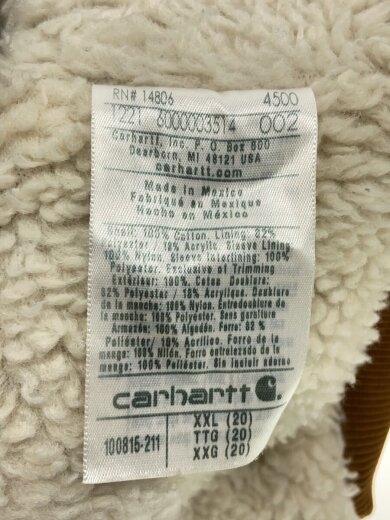 RN# 14806 4500
1221 6000003514 002
Carhartt, Inc. P. O. Box 600
Dearborn, MI 48121 USA
carhartt.com
Made in Mexico
Fabriqué en Mexique
Hecho en México
Shell: 100% Cotton. Lining: 82%
Polyester / 18% Acrylic. Sleeve Lining
100% Nylon. Sleeve Interlining: 100%
Polyester. Exclusive of Trimming
Extérieur: 100% Coton. Doublure:
82% Polyester / 18% Acrylique. Doublure de
la manche: 100% Nylon. Entredoublure de
la manche: 100% Polyester. Sans garniture
Armazón: 100% Algodón. Forro: 82 %
Poliéster / 18% Acrílico. Forro de la
manga: 100% Nilón. Forro entrelazado de la
manga: 100% Poliéster. Sin incluir adorno
carhartt
100815-211
XXL (20)
TTG (20)
XXG (20)